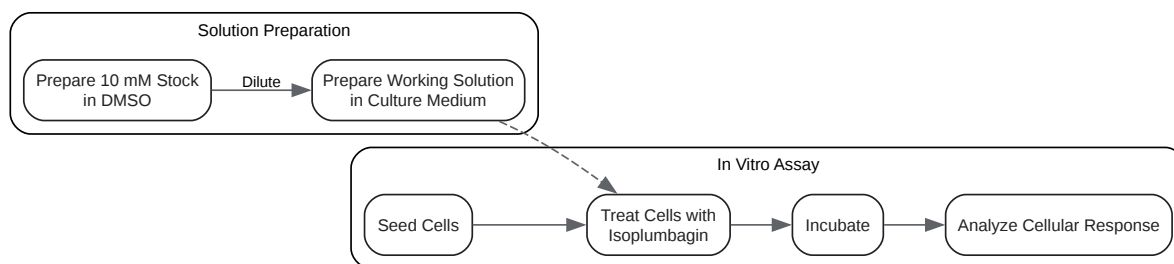 Solution Preparation
Prepare 10 mM Stock
in DMSO
Dilute
Prepare Working Solution
in Culture Medium
In Vitro Assay
Seed Cells
Treat Cells with
Isoplumbagin
Incubate
Analyze Cellular Response